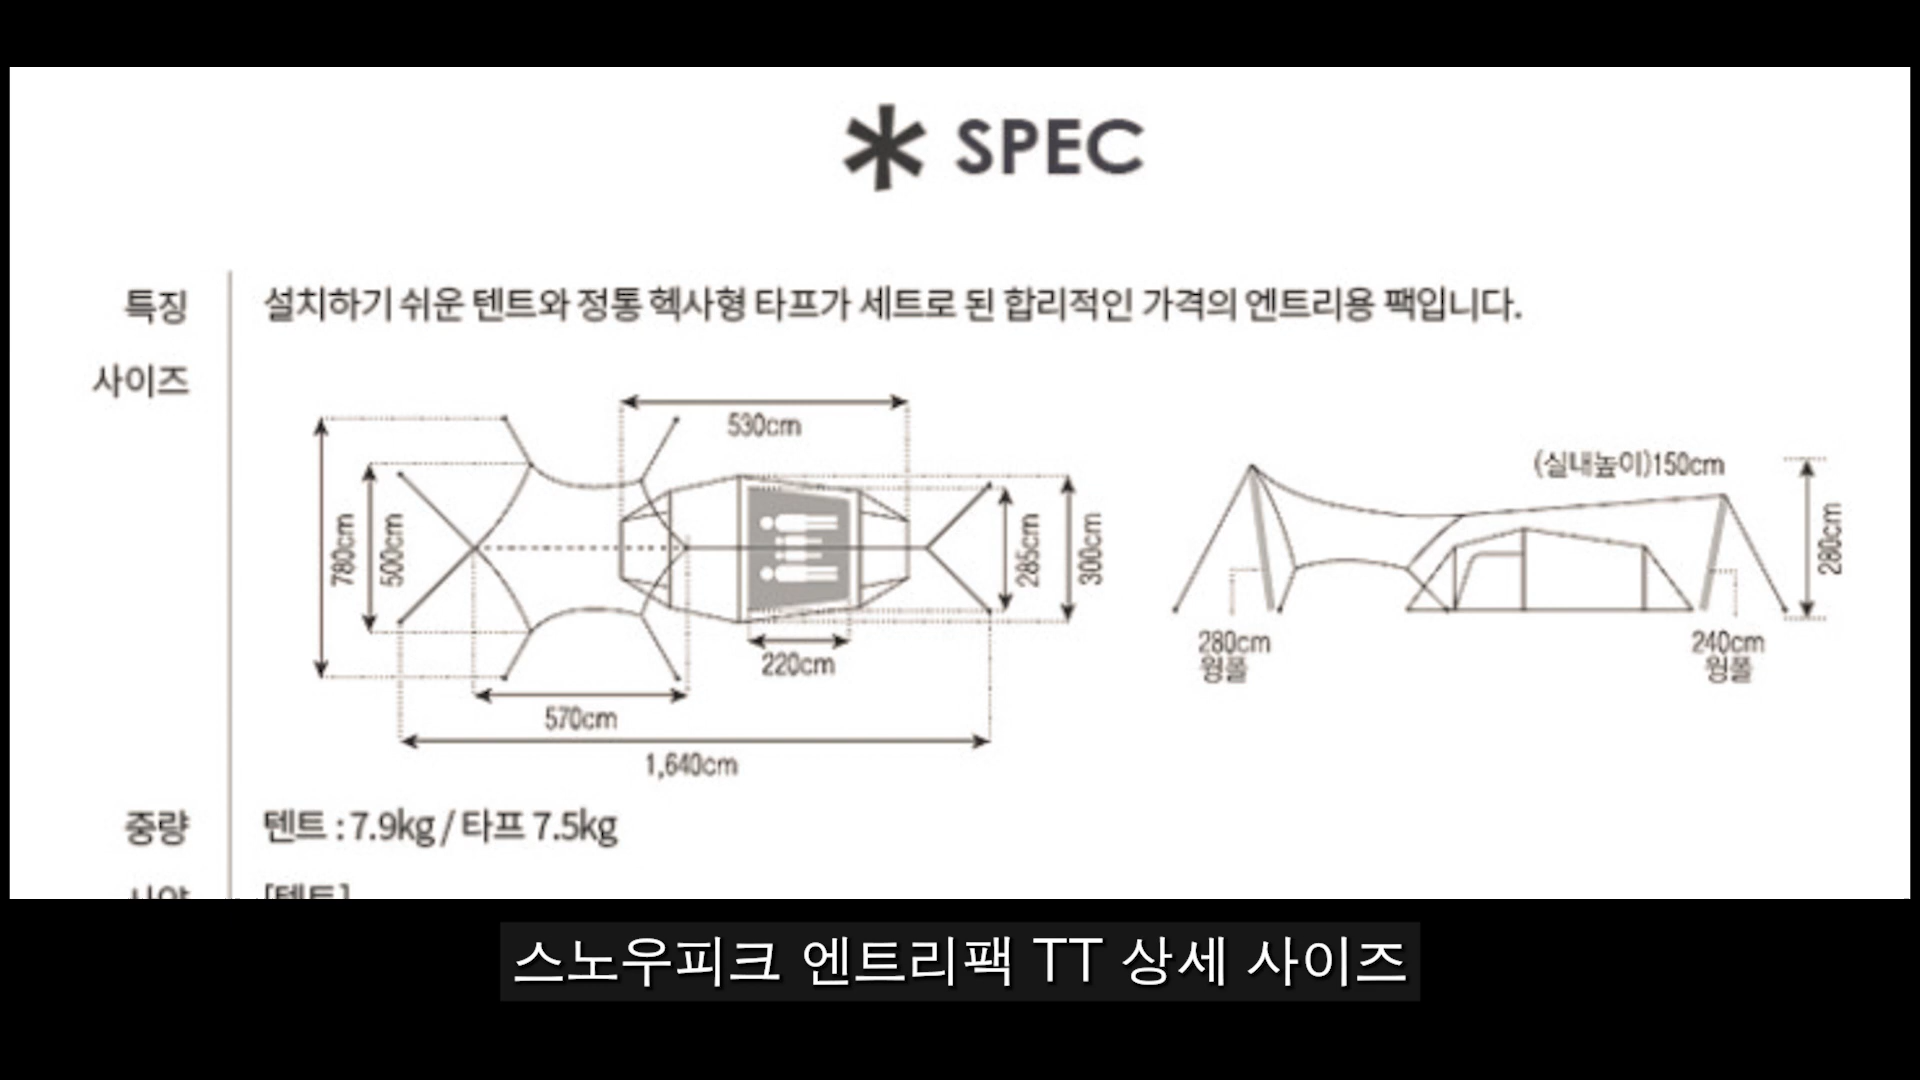 SPEC
특징
설치하기 쉬운 텐트와 정통 헥사형 타프가 세트로 된 합리적인 가격의 엔트리용 팩입니다.
사이즈
530cm
780cm
500cm
285cm
300cm
220cm
570cm
1,640cm
(실내높이)150cm
280cm
280cm
윙폴
240cm
윙폴
중량
텐트 : 7.9kg / 타프 7.5kg
[텐트]
스노우피크 엔트리팩 TT 상세 사이즈